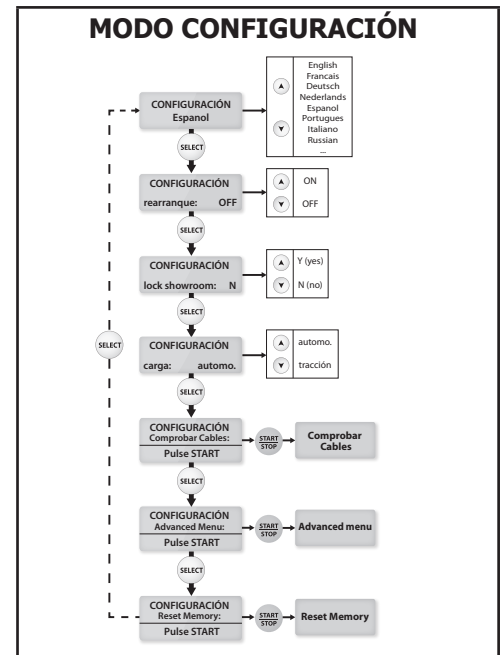 MODO CONFIGURACIÓN
CONFIGURACIÓN
Espanol
English
Francais
Deutsch
Nederlands
Espanol
Portugues
Italiano
Russian
...
SELECT
CONFIGURACIÓN
rearranque: OFF
ON
OFF
SELECT
CONFIGURACIÓN
lock showroom: N
Y (yes)
N (no)
SELECT
SELECT
CONFIGURACIÓN
carga: automo.
automo.
tracción
SELECT
CONFIGURACIÓN
Comprobar Cables:
Pulse START
START
STOP
Comprobar
Cables
SELECT
CONFIGURACIÓN
Advanced Menu:
Pulse START
START
STOP
Advanced menu
SELECT
CONFIGURACIÓN
Reset Memory:
Pulse START
START
STOP
Reset Memory